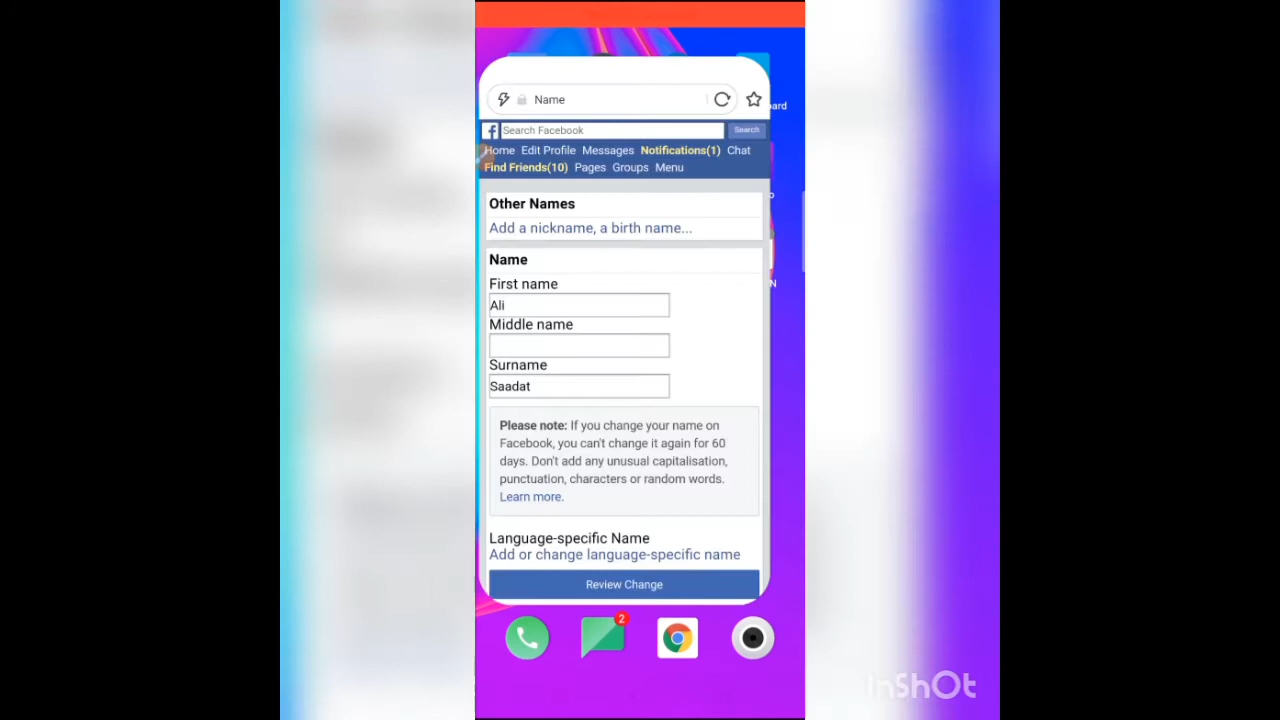 Name
Search Facebook
Search
Home Edit Profile Messages Notifications(1) Chat
Find Friends(10) Pages Groups Menu
Other Names
Add a nickname, a birth name...
Name
First name
Ali
Middle name
Surname
Saadat
Please note: If you change your name on
Facebook, you can't change it again for 60
days. Don't add any unusual capitalisation,
punctuation, characters or random words.
Learn more.
Language-specific Name
Add or change language-specific name
Review Change
2
InShOt